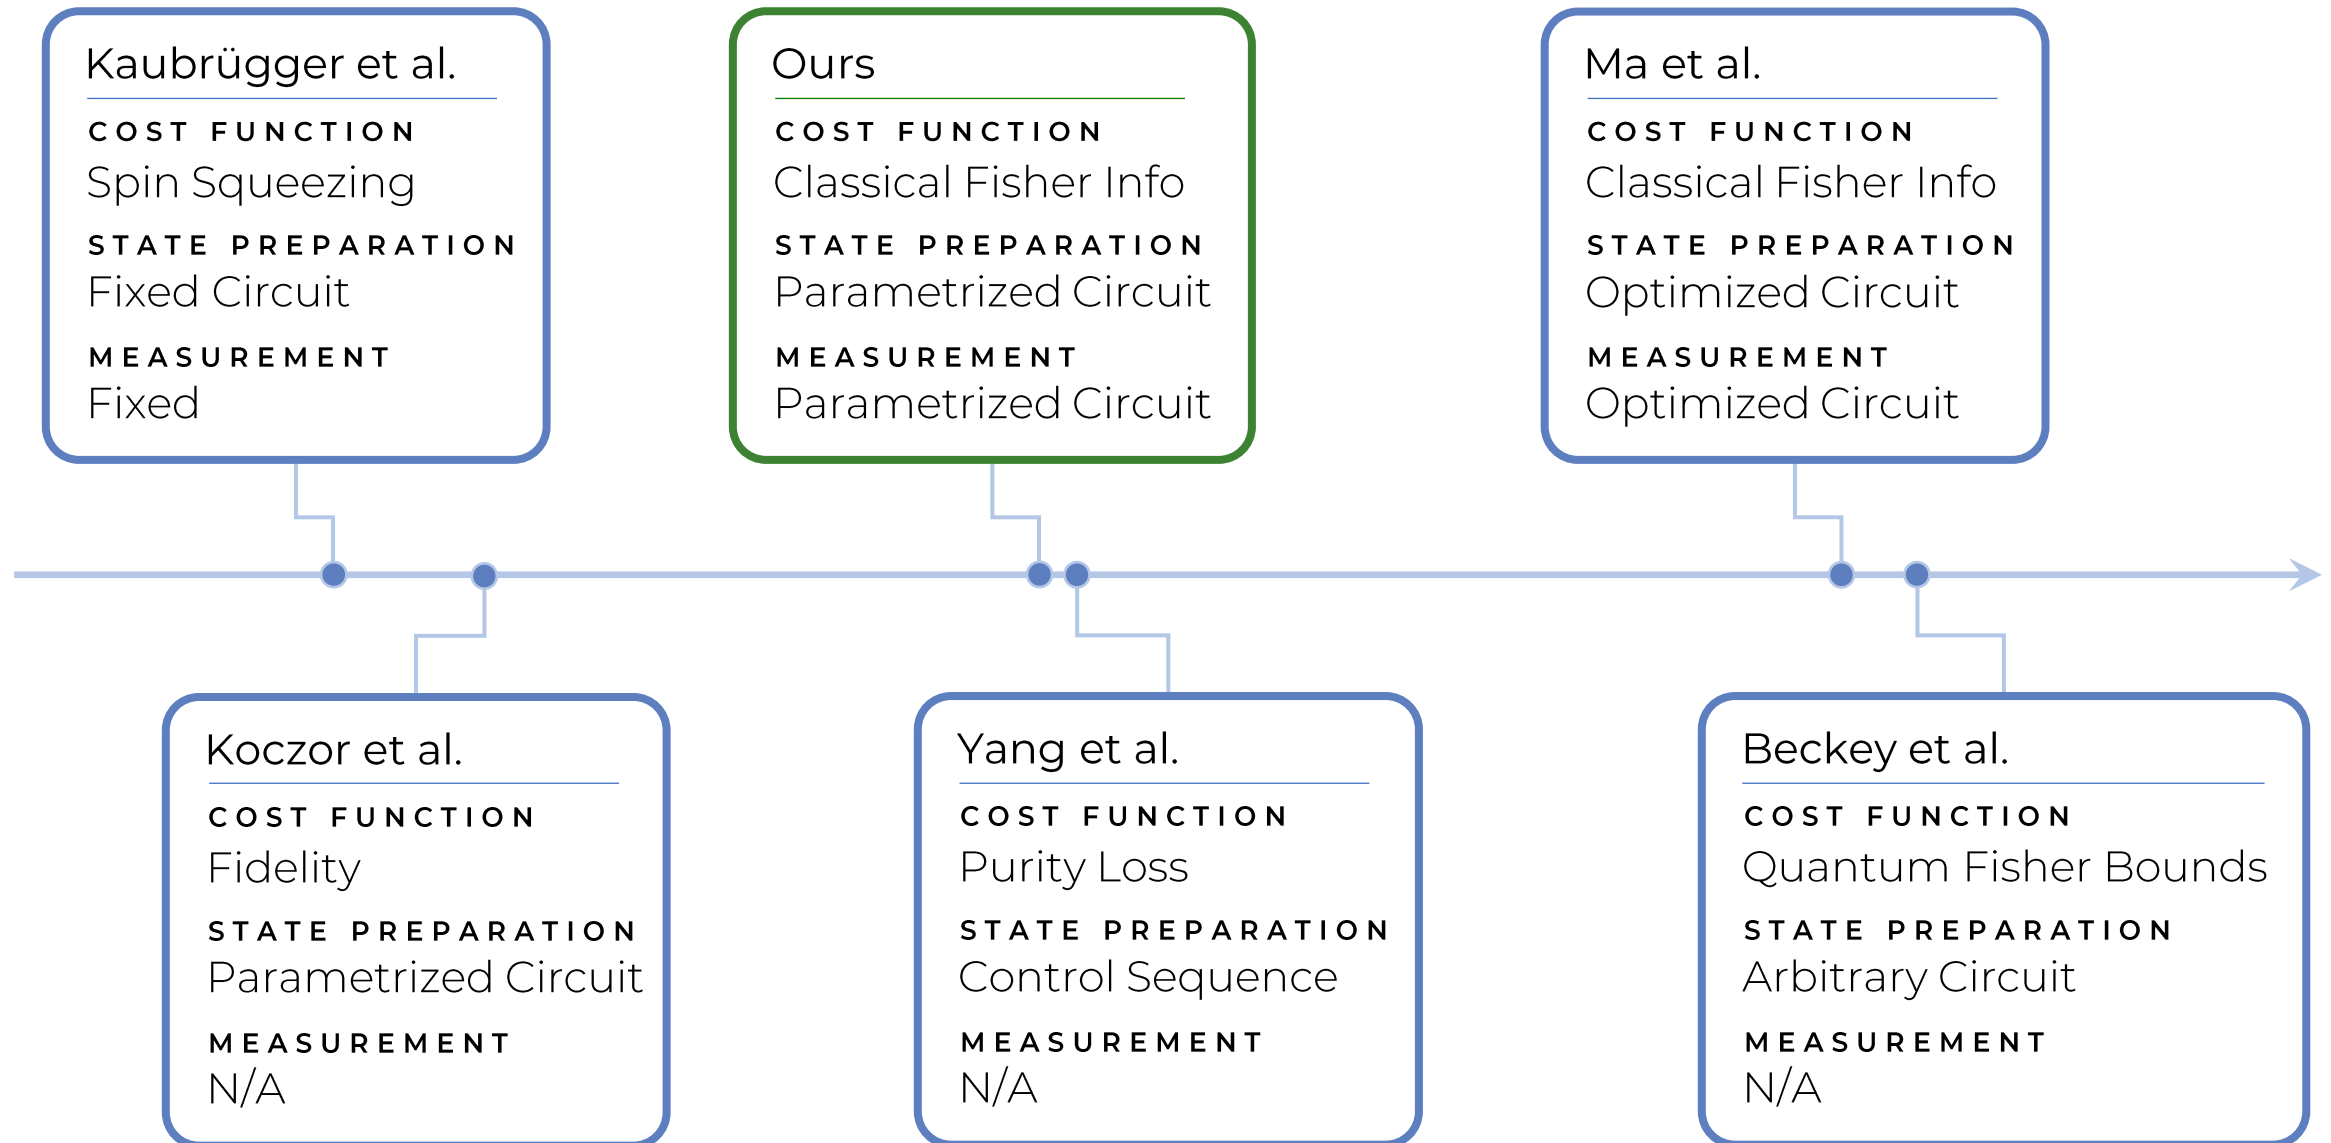 Kaubrügger et al.
COST FUNCTION
Spin Squeezing
STATE PREPARATION
Fixed Circuit
MEASUREMENT
Fixed
Ours
COST FUNCTION
Classical Fisher Info
STATE PREPARATION
Parametrized Circuit
MEASUREMENT
Parametrized Circuit
Ma et al.
COST FUNCTION
Classical Fisher Info
STATE PREPARATION
Optimized Circuit
MEASUREMENT
Optimized Circuit
Koczor et al.
COST FUNCTION
Fidelity
STATE PREPARATION
Parametrized Circuit
MEASUREMENT
N/A
Yang et al.
COST FUNCTION
Purity Loss
STATE PREPARATION
Control Sequence
MEASUREMENT
N/A
Beckey et al.
COST FUNCTION
Quantum Fisher Bounds
STATE PREPARATION
Arbitrary Circuit
MEASUREMENT
N/A